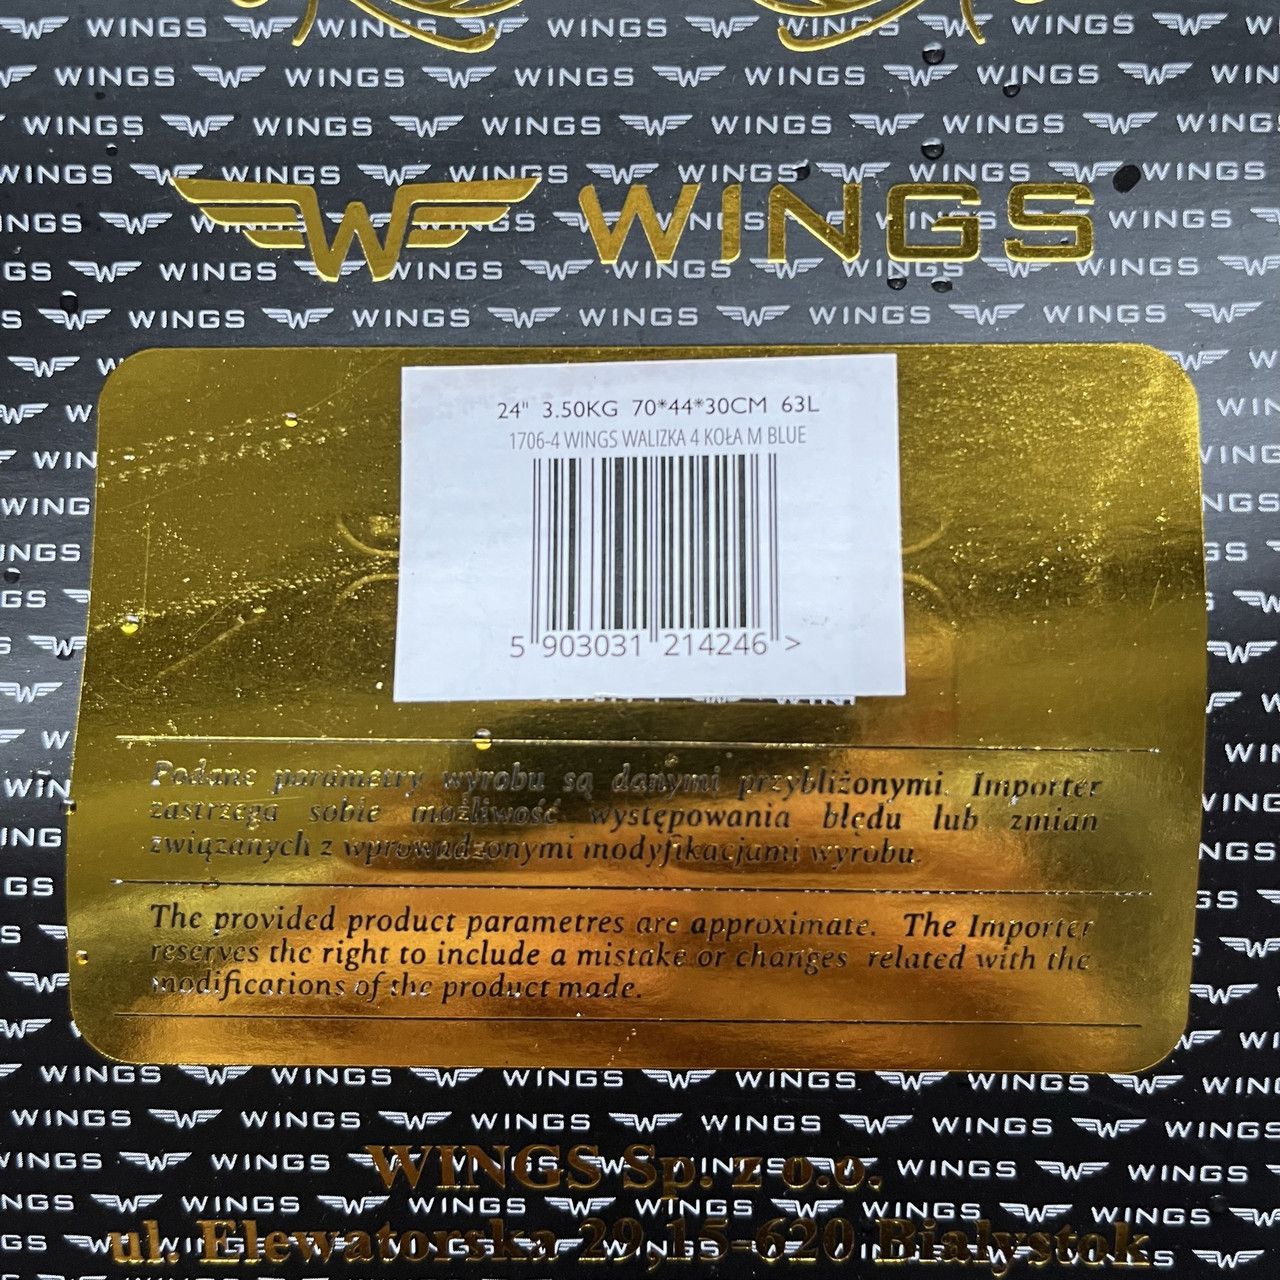 WINGS
24" 3.50KG 70*44*30CM 63L
1706-4 WINGS WALIZKA 4 KOŁA M BLUE
5 903031 214246 >
Podane parametry wyrobu są danymi przybliżonymi. Importer
zastrzega sobie możliwość występowania błędu lub zmian
związanych z wprowadzonymi modyfikacjami wyrobu.
The provided product parametres are approximate. The Importer
reserves the right to include a mistake or changes related with the
modifications of the product made.
WINGS Sp. z o.o.
ul. Elewatorska 29, 15-620 Białystok